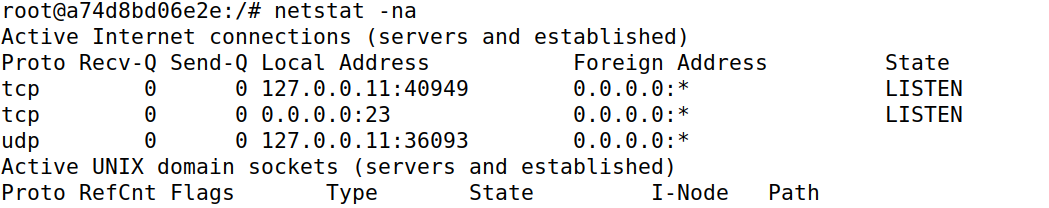 root@a74d8bd06e2e:/# netstat -na
Active Internet connections (servers and established)
Proto Recv-Q Send-Q Local Address           Foreign Address         State
tcp        0      0 127.0.0.11:40949        0.0.0.0:*               LISTEN
tcp        0      0 0.0.0.0:23              0.0.0.0:*               LISTEN
udp        0      0 127.0.0.11:36093        0.0.0.0:*
Active UNIX domain sockets (servers and established)
Proto RefCnt Flags       Type       State         I-Node   Path